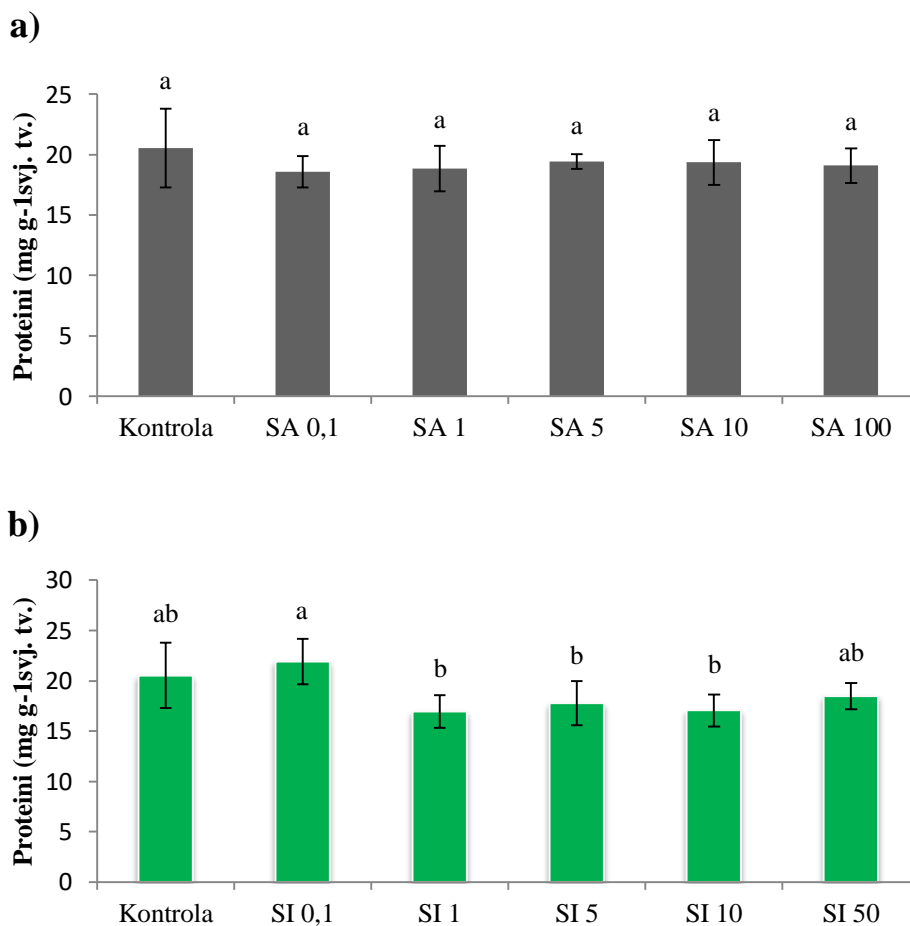 a)
Proteini (mg g-1svj. tv.)
25
20
15
10
5
0
a
a
a
a
a
a
Kontrola
SA 0,1
SA 1
SA 5
SA 10
SA 100
b)
Proteini (mg g-1svj. tv.)
30
25
20
15
10
5
0
ab
a
b
b
b
ab
Kontrola
SI 0,1
SI 1
SI 5
SI 10
SI 50